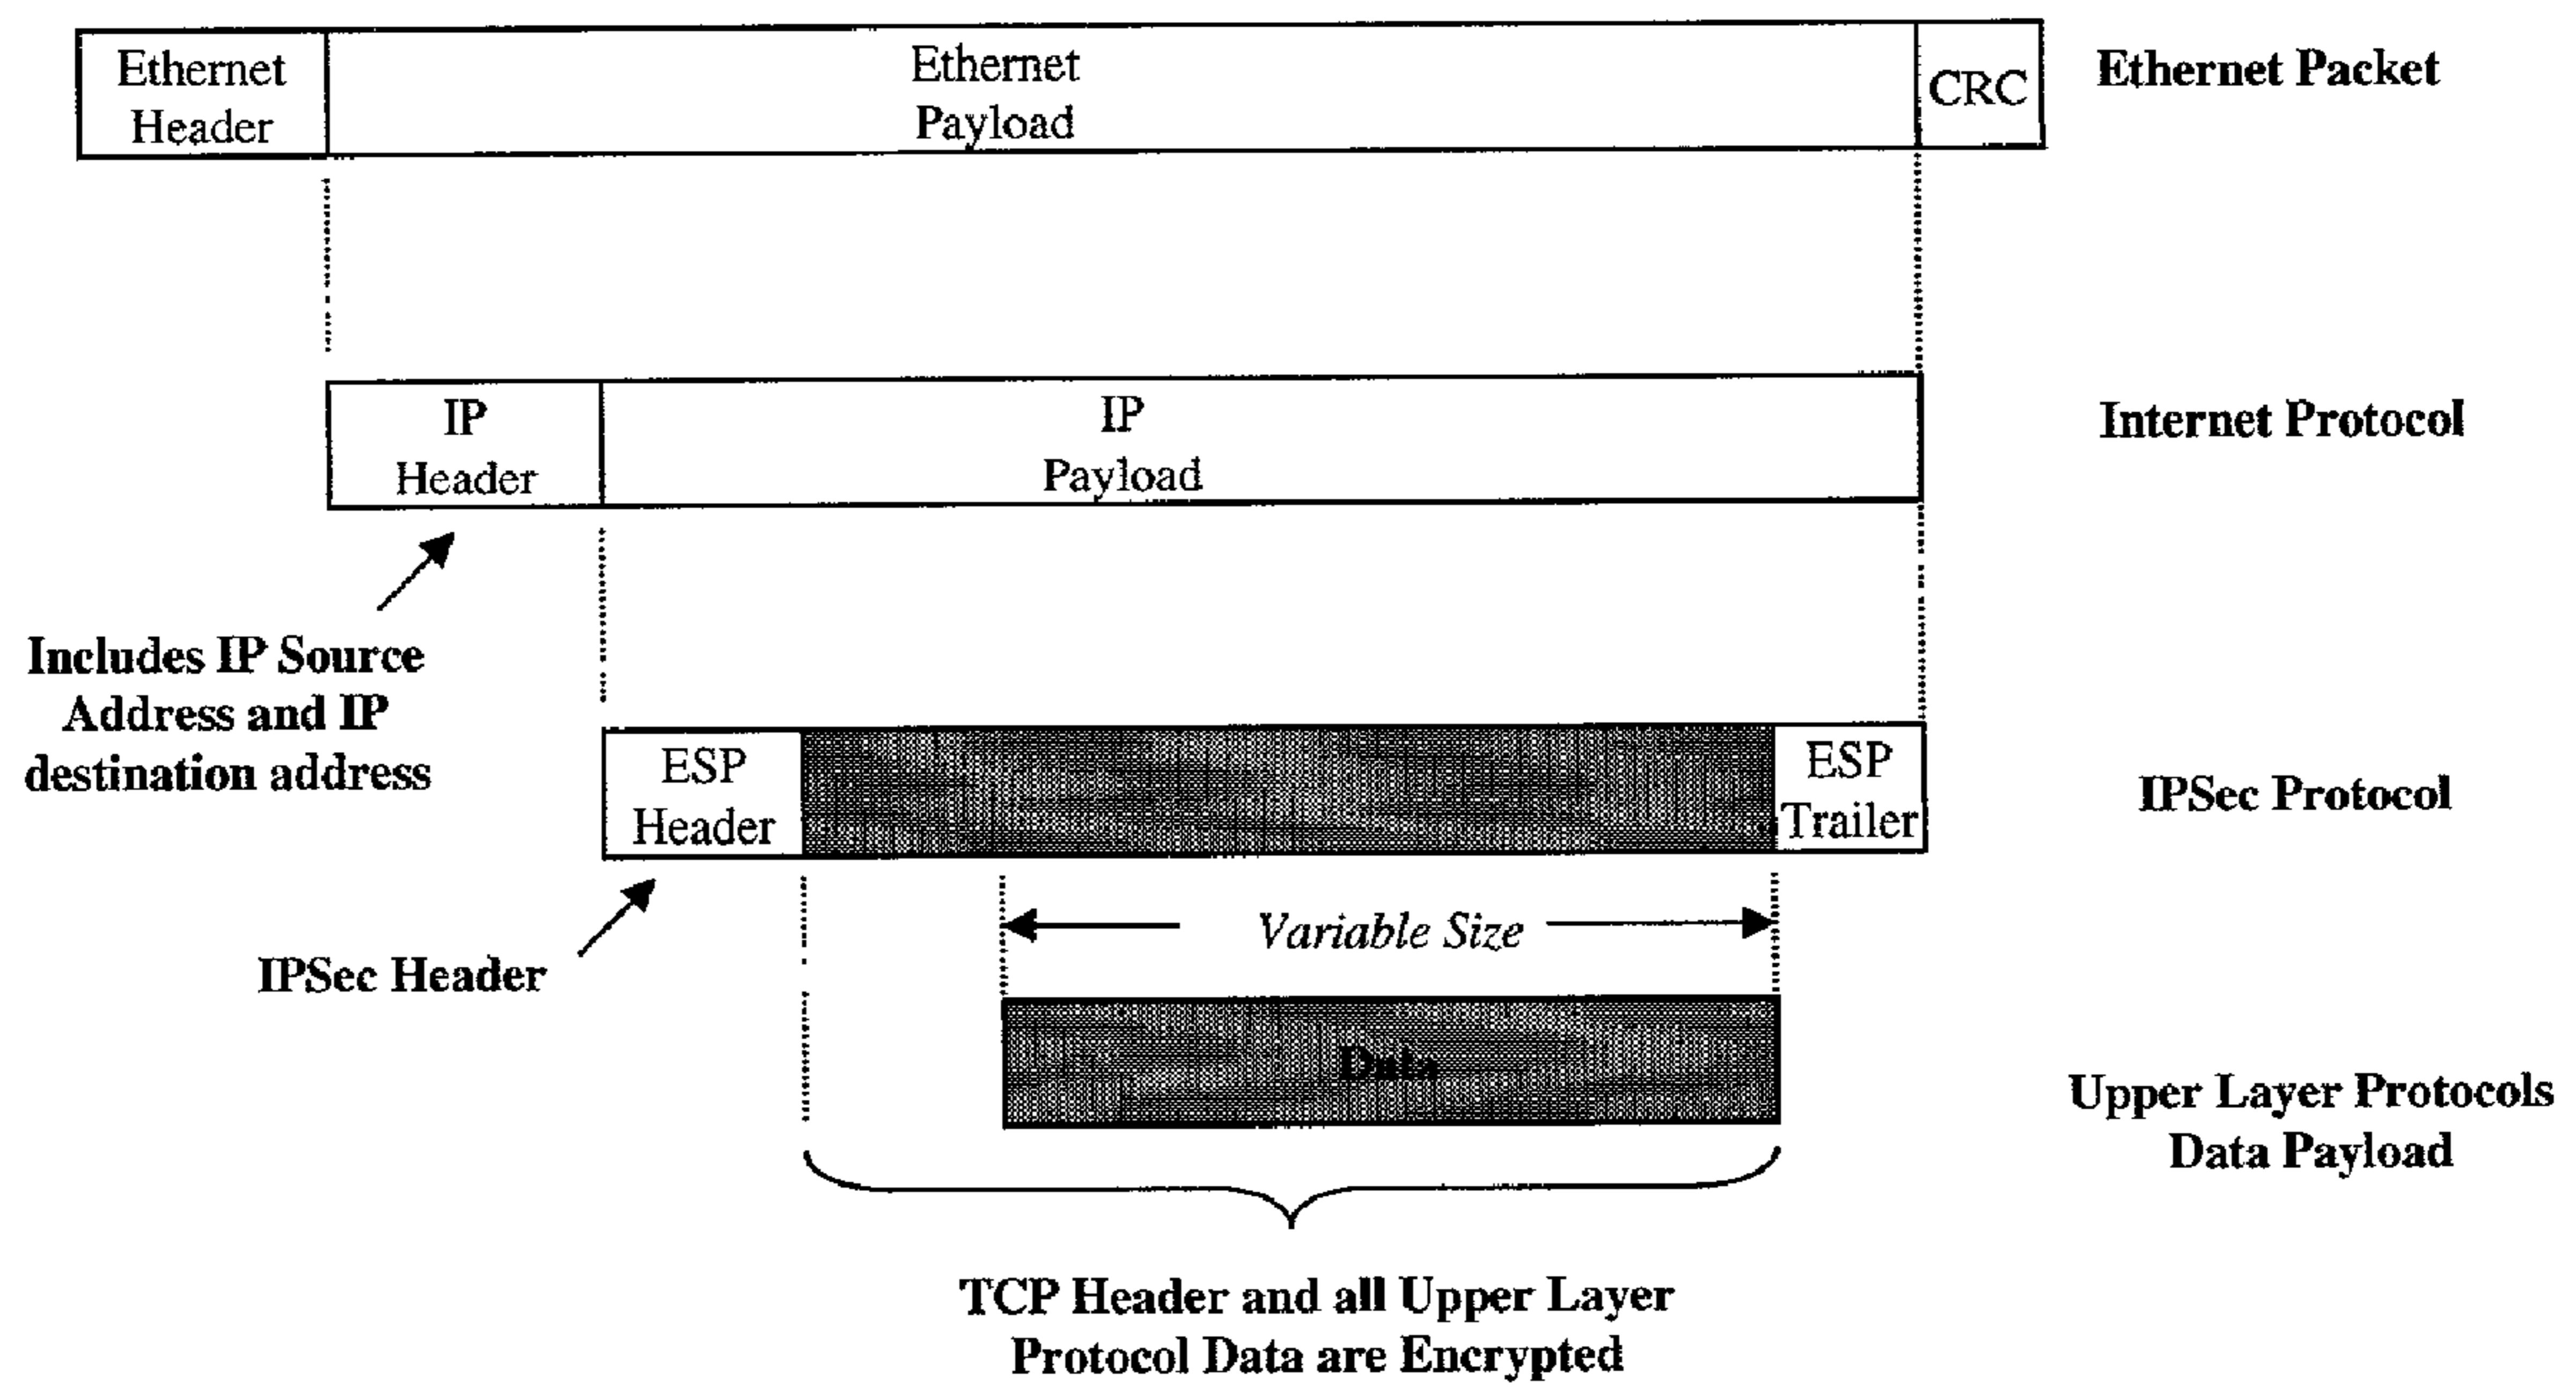 Ethernet
Header
Ethernet
Payload
CRC
Ethernet Packet
IP
Header
IP
Payload
Internet Protocol
Includes IP Source
Address and IP
destination address
ESP
Header
ESP
Trailer
IPSec Protocol
IPSec Header
Variable Size
Data
Upper Layer Protocols
Data Payload
TCP Header and all Upper Layer
Protocol Data are Encrypted